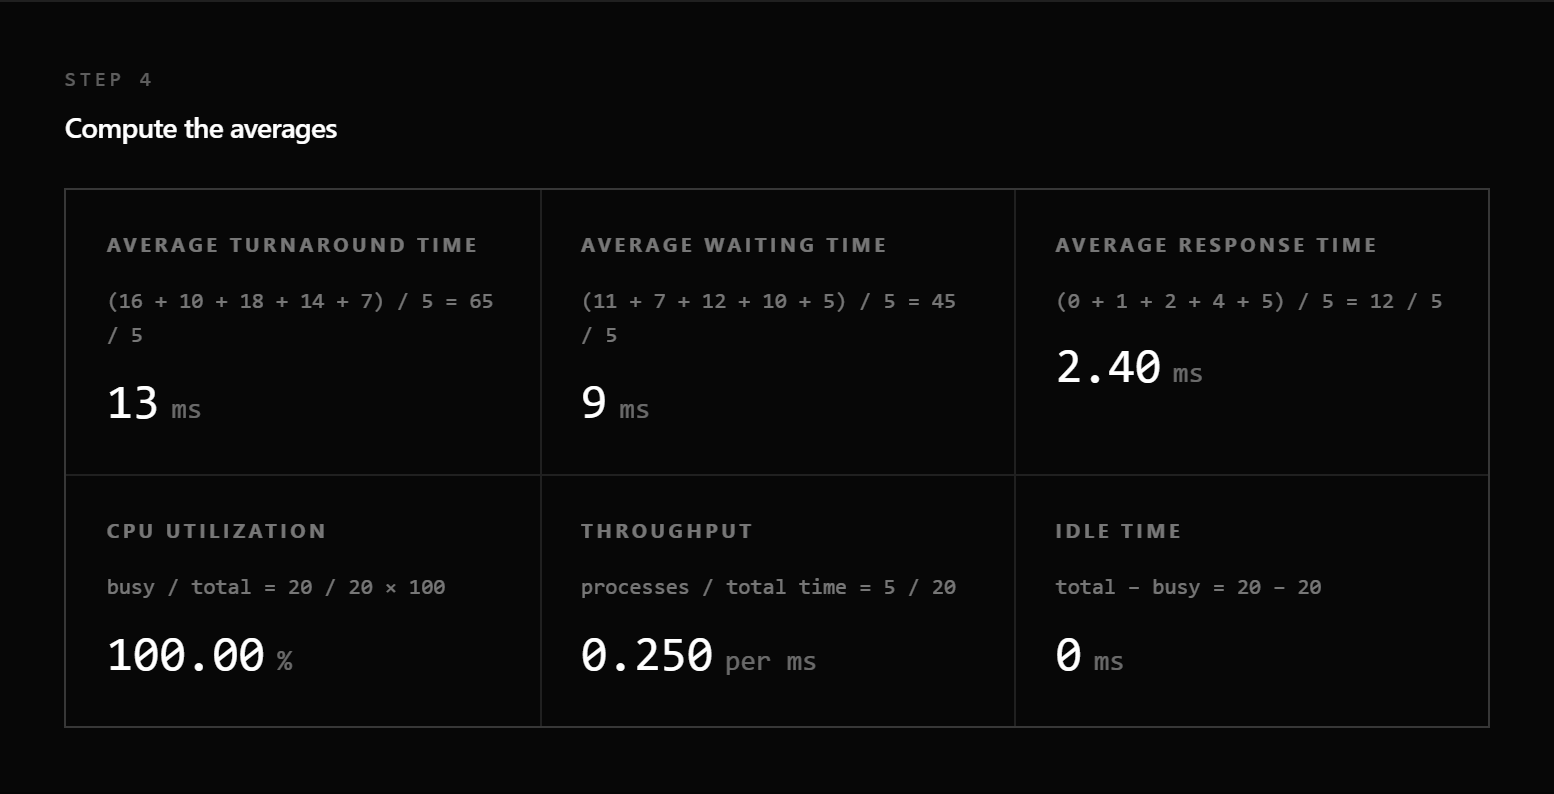 STEP 4
Compute the averages
AVERAGE TURNAROUND TIME
(16 + 10 + 18 + 14 + 7) / 5 = 65
/ 5
13 ms
AVERAGE WAITING TIME
(11 + 7 + 12 + 10 + 5) / 5 = 45
/ 5
9 ms
AVERAGE RESPONSE TIME
(0 + 1 + 2 + 4 + 5) / 5 = 12 / 5
2.40 ms
CPU UTILIZATION
busy / total = 20 / 20 × 100
100.00 %
THROUGHPUT
processes / total time = 5 / 20
0.250 per ms
IDLE TIME
total − busy = 20 − 20
0 ms